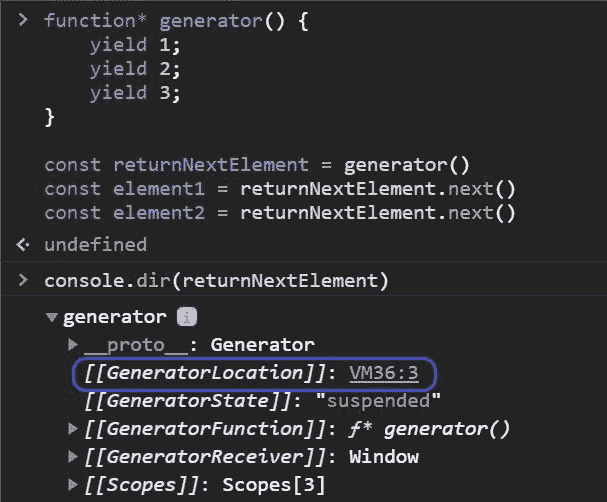 > function* generator() {
yield 1;
yield 2;
yield 3;
}
const returnNextElement = generator()
const element1 = returnNextElement.next()
const element2 = returnNextElement.next()
undefined
> console.dir(returnNextElement)
generator i
__proto__: Generator
[[GeneratorLocation]]: VM36:3
[[GeneratorState]]: "suspended"
[[GeneratorFunction]]: ƒ* generator()
[[GeneratorReceiver]]: Window
[[Scopes]]: Scopes[3]